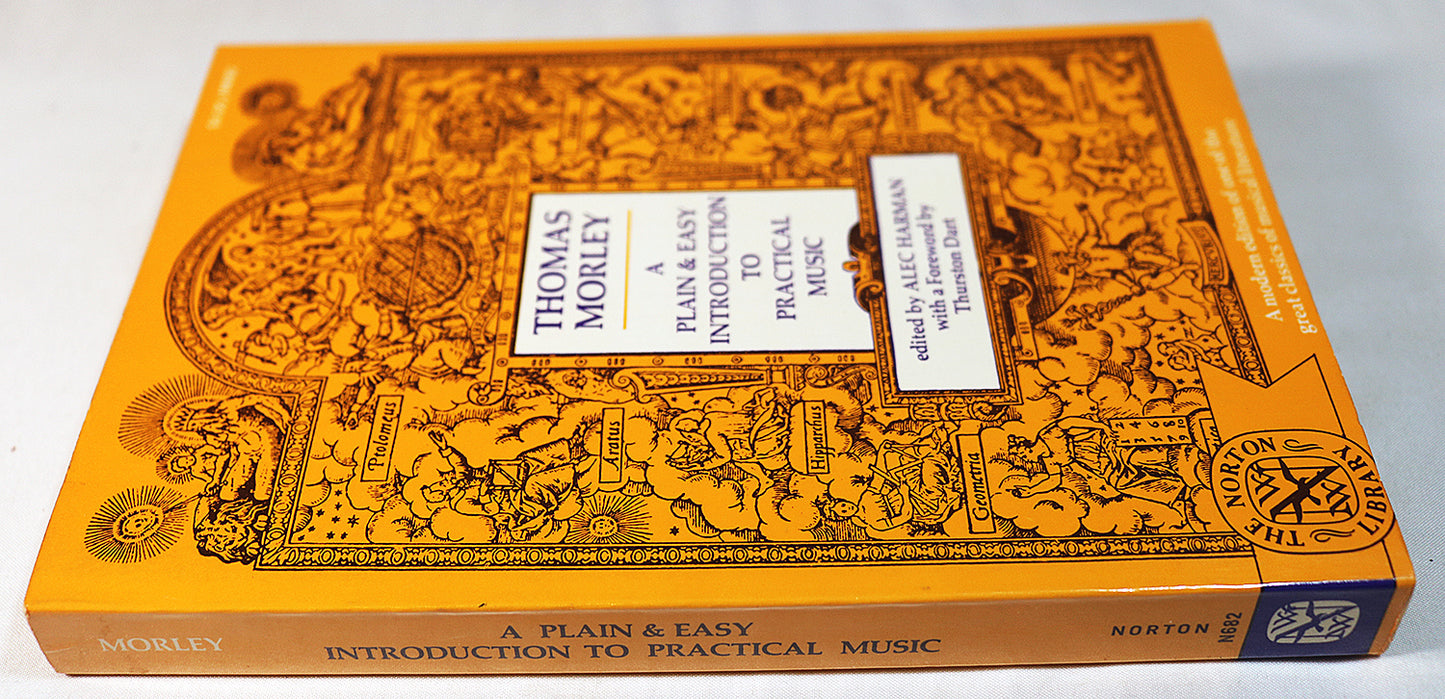 THOMAS
MORLEY
A
PLAIN & EASY
INTRODUCTION
TO
PRACTICAL
MUSIC
edited by ALEC HARMAN
with a Foreword by
Thurston Dart
A modern edition of one of the
great classics of musical literature
Ptolomæus
Aratus
Hipparchus
Geometria
MERCURIUS
THE NORTON
LIBRARY
W W
MORLEY
A PLAIN & EASY
INTRODUCTION TO PRACTICAL MUSIC
NORTON
N682